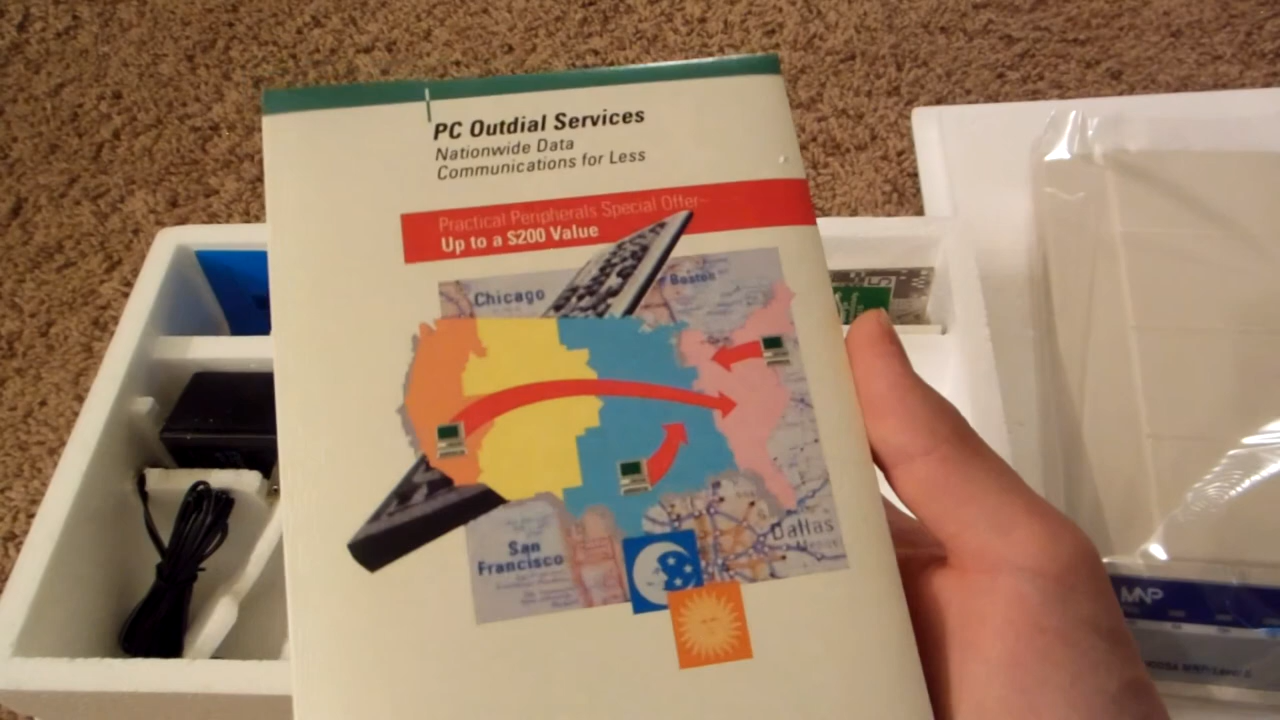 PC Outdial Services
Nationwide Data
Communications for Less
Practical Peripherals Special Offer–
Up to a $200 Value
Chicago
Boston
San
Francisco
Dallas
MNP